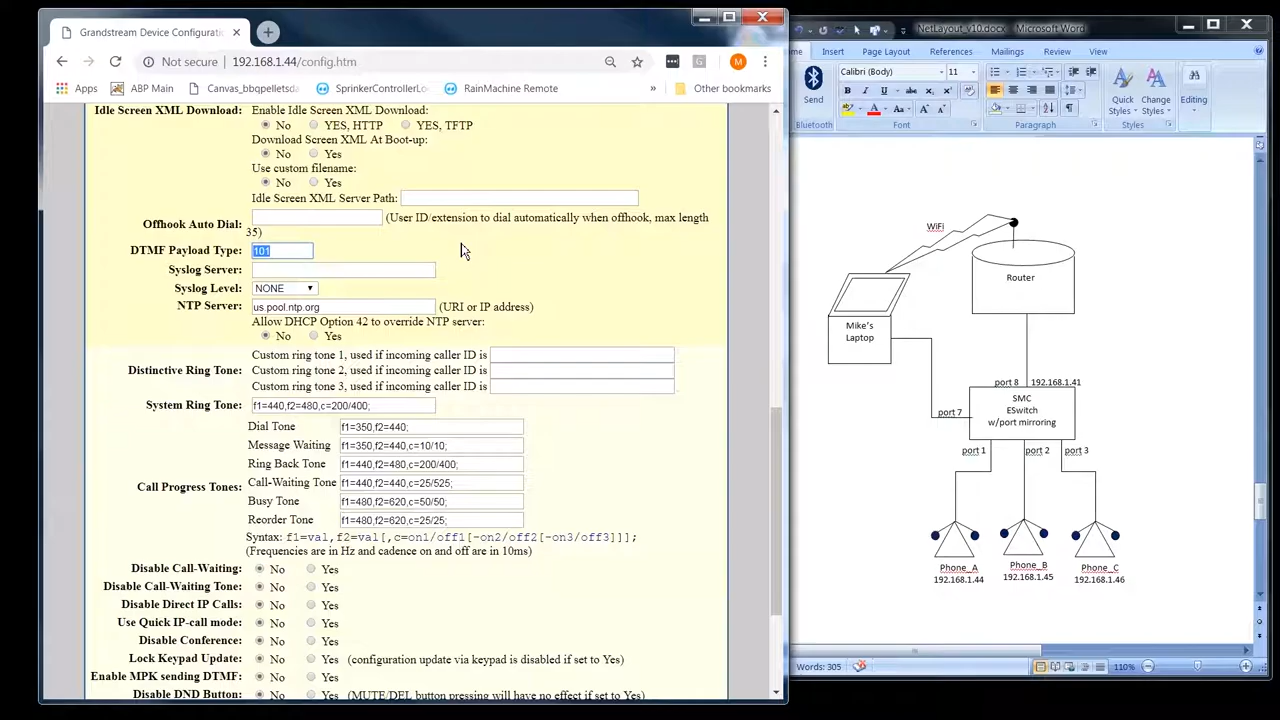 Grandstream Device Configuratio
Not secure
192.168.1.44/config.htm
G
M
Apps
ABP Main
Canvas_bbqpelletsda
SprinkerControllerLo
RainMachine Remote
»
Other bookmarks
Idle Screen XML Download:
Enable Idle Screen XML Download:
No YES, HTTP YES, TFTP
Download Screen XML At Boot-up:
No Yes
Use custom filename:
No Yes
Idle Screen XML Server Path:
Offhook Auto Dial:
(User ID/extension to dial automatically when offhook, max length
35)
DTMF Payload Type: 101
Syslog Server:
Syslog Level: NONE
NTP Server: us.pool.ntp.org (URI or IP address)
Allow DHCP Option 42 to override NTP server:
No Yes
Distinctive Ring Tone:
Custom ring tone 1, used if incoming caller ID is
Custom ring tone 2, used if incoming caller ID is
Custom ring tone 3, used if incoming caller ID is
System Ring Tone: f1=440,f2=480,c=200/400;
Call Progress Tones:
Dial Tone f1=350,f2=440;
Message Waiting f1=350,f2=440,c=10/10;
Ring Back Tone f1=440,f2=480,c=200/400;
Call-Waiting Tone f1=440,f2=440,c=25/525;
Busy Tone f1=480,f2=620,c=50/50;
Reorder Tone f1=480,f2=620,c=25/25;
Syntax: f1=val,f2=val[,c=on1/off1[-on2/off2[-on3/off3]]];
(Frequencies are in Hz and cadence on and off are in 10ms)
Disable Call-Waiting: No Yes
Disable Call-Waiting Tone: No Yes
Disable Direct IP Calls: No Yes
Use Quick IP-call mode: No Yes
Disable Conference: No Yes
Lock Keypad Update: No Yes (configuration update via keypad is disabled if set to Yes)
Enable MPK sending DTMF: No Yes
Disable DND Button: No Yes (MUTE/DEL button pressing will have no effect if set to Yes)
NetLayout_v10.docx Microsoft Word
Insert
Page Layout
References
Mailings
Review
View
Send
Bluetooth
Calibri (Body)
11
Font
Paragraph
Quick
Styles
Change
Styles
Styles
Editing
WiFi
Router
Mike's
Laptop
port 8
192.168.1.41
SMC
ESwitch
w/port mirroring
port 7
port 1
port 2
port 3
Phone_A
192.168.1.44
Phone_B
192.168.1.45
Phone_C
192.168.1.46
Words: 305
110%